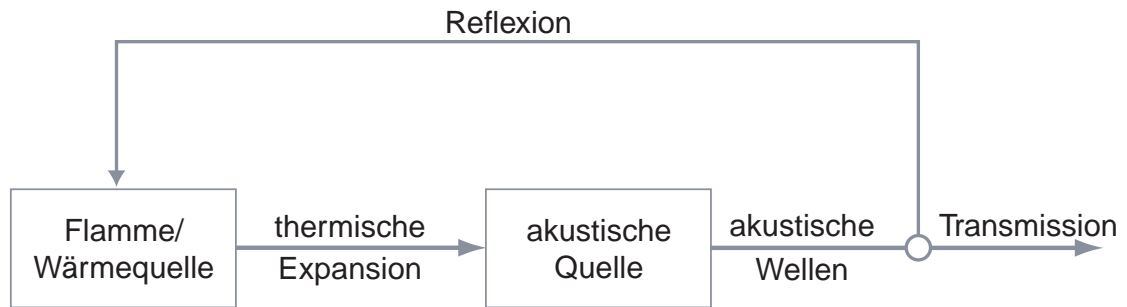 Reflexion
Flamme/
Wärmequelle
thermische
Expansion
akustische
Quelle
akustische
Wellen
Transmission